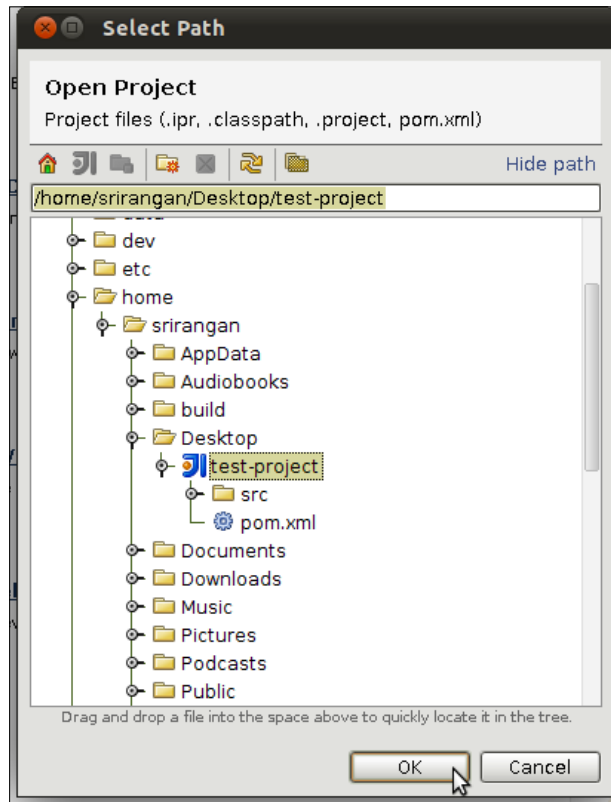 Select Path
Open Project
Project files (.ipr, .classpath, .project, pom.xml)
Hide path
/home/srirangan/Desktop/test-project
dev
etc
home
srirangan
AppData
Audiobooks
build
Desktop
test-project
src
pom.xml
Documents
Downloads
Music
Pictures
Podcasts
Public
Drag and drop a file into the space above to quickly locate it in the tree.
OK Cancel